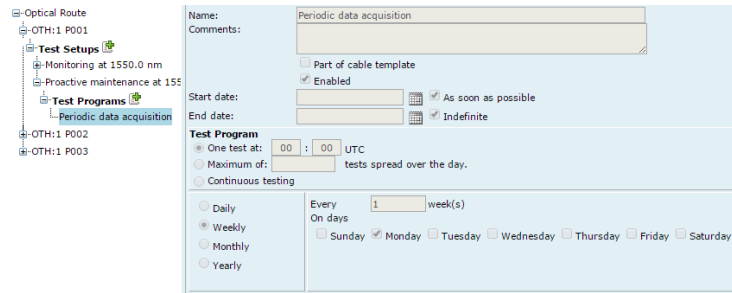 Optical Route
OTH:1 P001
Test Setups
Monitoring at 1550.0 nm
Proactive maintenance at 155
Test Programs
Periodic data acquisition
OTH:1 P002
OTH:1 P003
Name: Periodic data acquisition
Comments:
Part of cable template
Enabled
Start date: As soon as possible
End date: Indefinite
Test Program
One test at: 00 : 00 UTC
Maximum of: tests spread over the day.
Continuous testing
Daily
Weekly
Monthly
Yearly
Every 1 week(s)
On days
Sunday Monday Tuesday Wednesday Thursday Friday Saturday